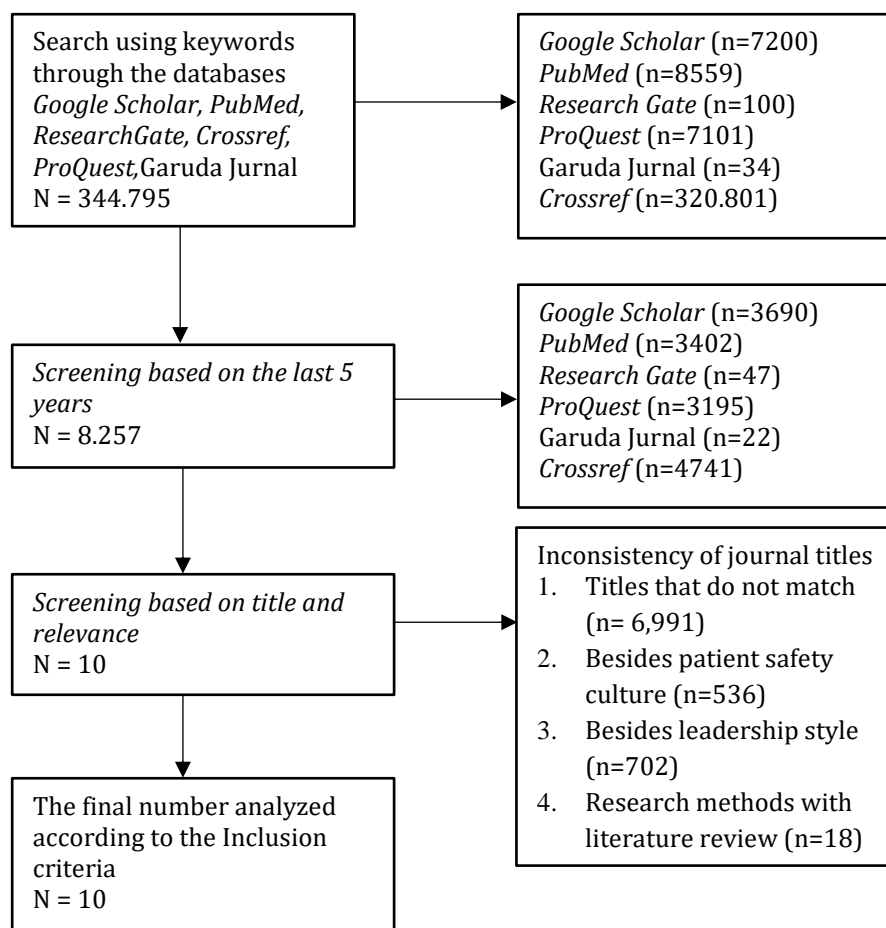 Search using keywords
through the databases
Google Scholar, PubMed,
ResearchGate, Crossref,
ProQuest,Garuda Jurnal
N = 344.795
Google Scholar (n=7200)
PubMed (n=8559)
Research Gate (n=100)
ProQuest (n=7101)
Garuda Jurnal (n=34)
Crossref (n=320.801)
Screening based on the last 5
years
N = 8.257
Google Scholar (n=3690)
PubMed (n=3402)
Research Gate (n=47)
ProQuest (n=3195)
Garuda Jurnal (n=22)
Crossref (n=4741)
Screening based on title and
relevance
N = 10
Inconsistency of journal titles
1. Titles that do not match
(n= 6,991)
2. Besides patient safety
culture (n=536)
3. Besides leadership style
(n=702)
4. Research methods with
literature review (n=18)
The final number analyzed
according to the Inclusion
criteria
N = 10